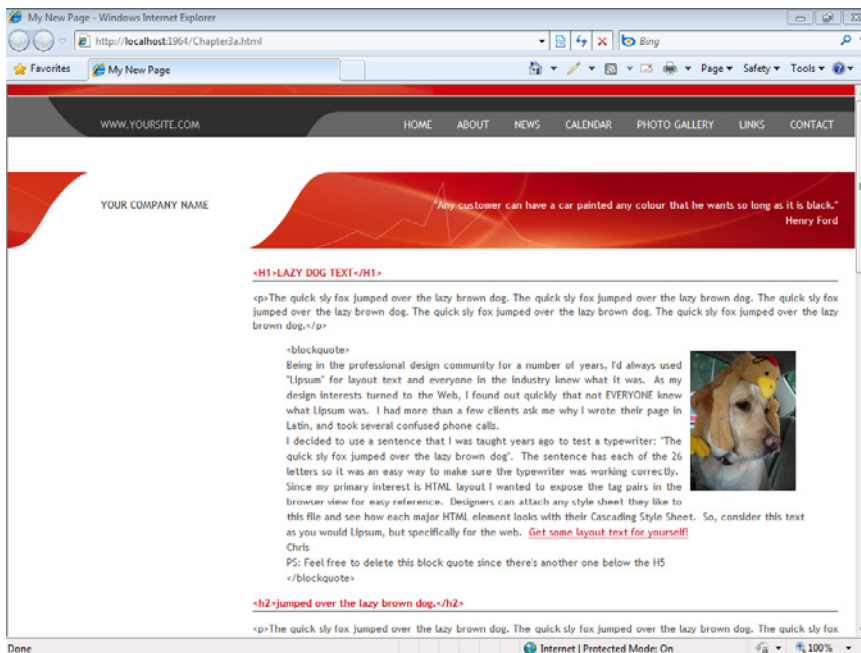 My New Page - Windows Internet Explorer
http://localhost:1964/Chapter3a.html
Bing
Favorites
My New Page
Page
Safety
Tools
WWW.YOURSITE.COM
HOME
ABOUT
NEWS
CALENDAR
PHOTO GALLERY
LINKS
CONTACT
YOUR COMPANY NAME
"Any customer can have a car painted any colour that he wants so long as it is black."
Henry Ford
<H1>LAZY DOG TEXT</H1>
<p>The quick sly fox jumped over the lazy brown dog. The quick sly fox jumped over the lazy brown dog. The quick sly fox
jumped over the lazy brown dog. The quick sly fox jumped over the lazy brown dog. The quick sly fox jumped over the lazy
brown dog.</p>
<blockquote>
Being in the professional design community for a number of years, I'd always used
"Lipsum" for layout text and everyone in the industry knew what it was. As my
design interests turned to the Web, I found out quickly that not EVERYONE knew
what Lipsum was. I had more than a few clients ask me why I wrote their page in
Latin, and took several confused phone calls.
I decided to use a sentence that I was taught years ago to test a typewriter: "The
quick sly fox jumped over the lazy brown dog". The sentence has each of the 26
letters so it was an easy way to make sure the typewriter was working correctly.
Since my primary interest is HTML layout I wanted to expose the tag pairs in the
browser view for easy reference. Designers can attach any style sheet they like to
this file and see how each major HTML element looks with their Cascading Style Sheet. So, consider this text
as you would Lipsum, but specifically for the web. Get some layout text for yourself!
Chris
PS: Feel free to delete this block quote since there's another one below the H5
</blockquote>
<h2>jumped over the lazy brown dog.</h2>
<p>The quick sly fox jumped over the lazy brown dog. The quick sly fox jumped over the lazy brown dog. The quick sly fox
Done
Internet | Protected Mode: On
100%